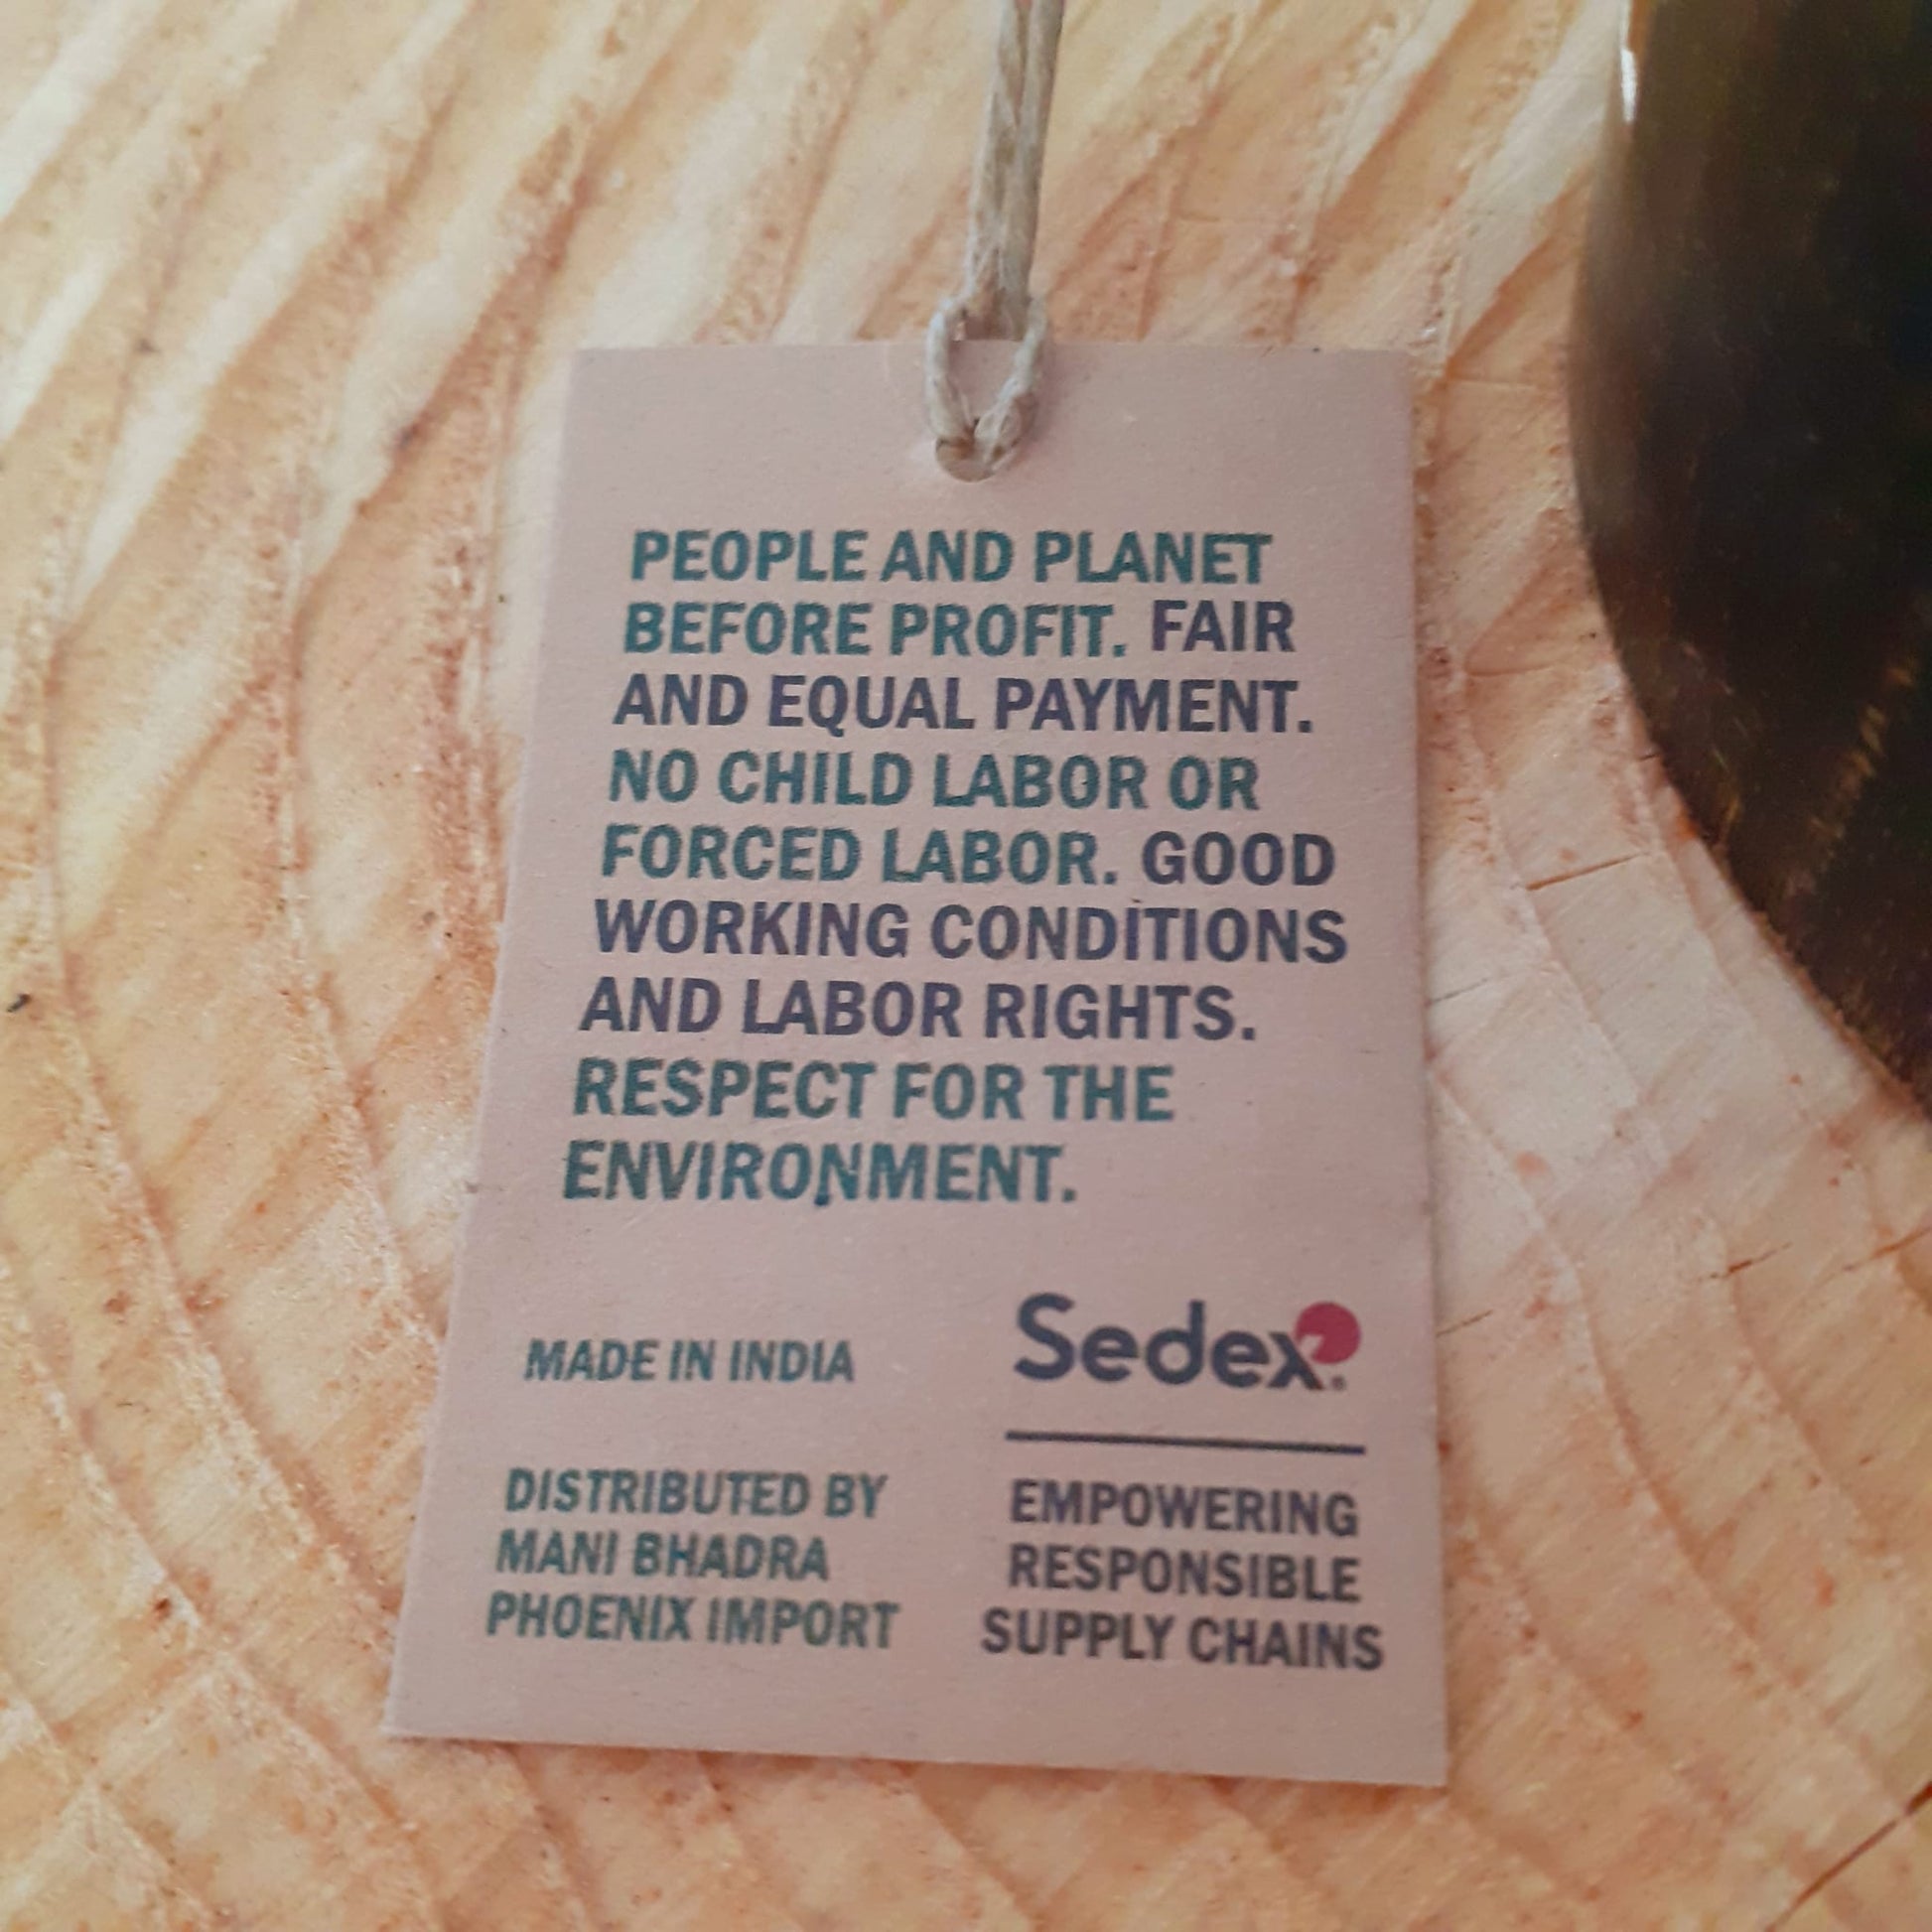 PEOPLE AND PLANET
BEFORE PROFIT. FAIR
AND EQUAL PAYMENT.
NO CHILD LABOR OR
FORCED LABOR. GOOD
WORKING CONDITIONS
AND LABOR RIGHTS.
RESPECT FOR THE
ENVIRONMENT.
MADE IN INDIA
DISTRIBUTED BY
MANI BHADRA
PHOENIX IMPORT
Sedex®
EMPOWERING
RESPONSIBLE
SUPPLY CHAINS